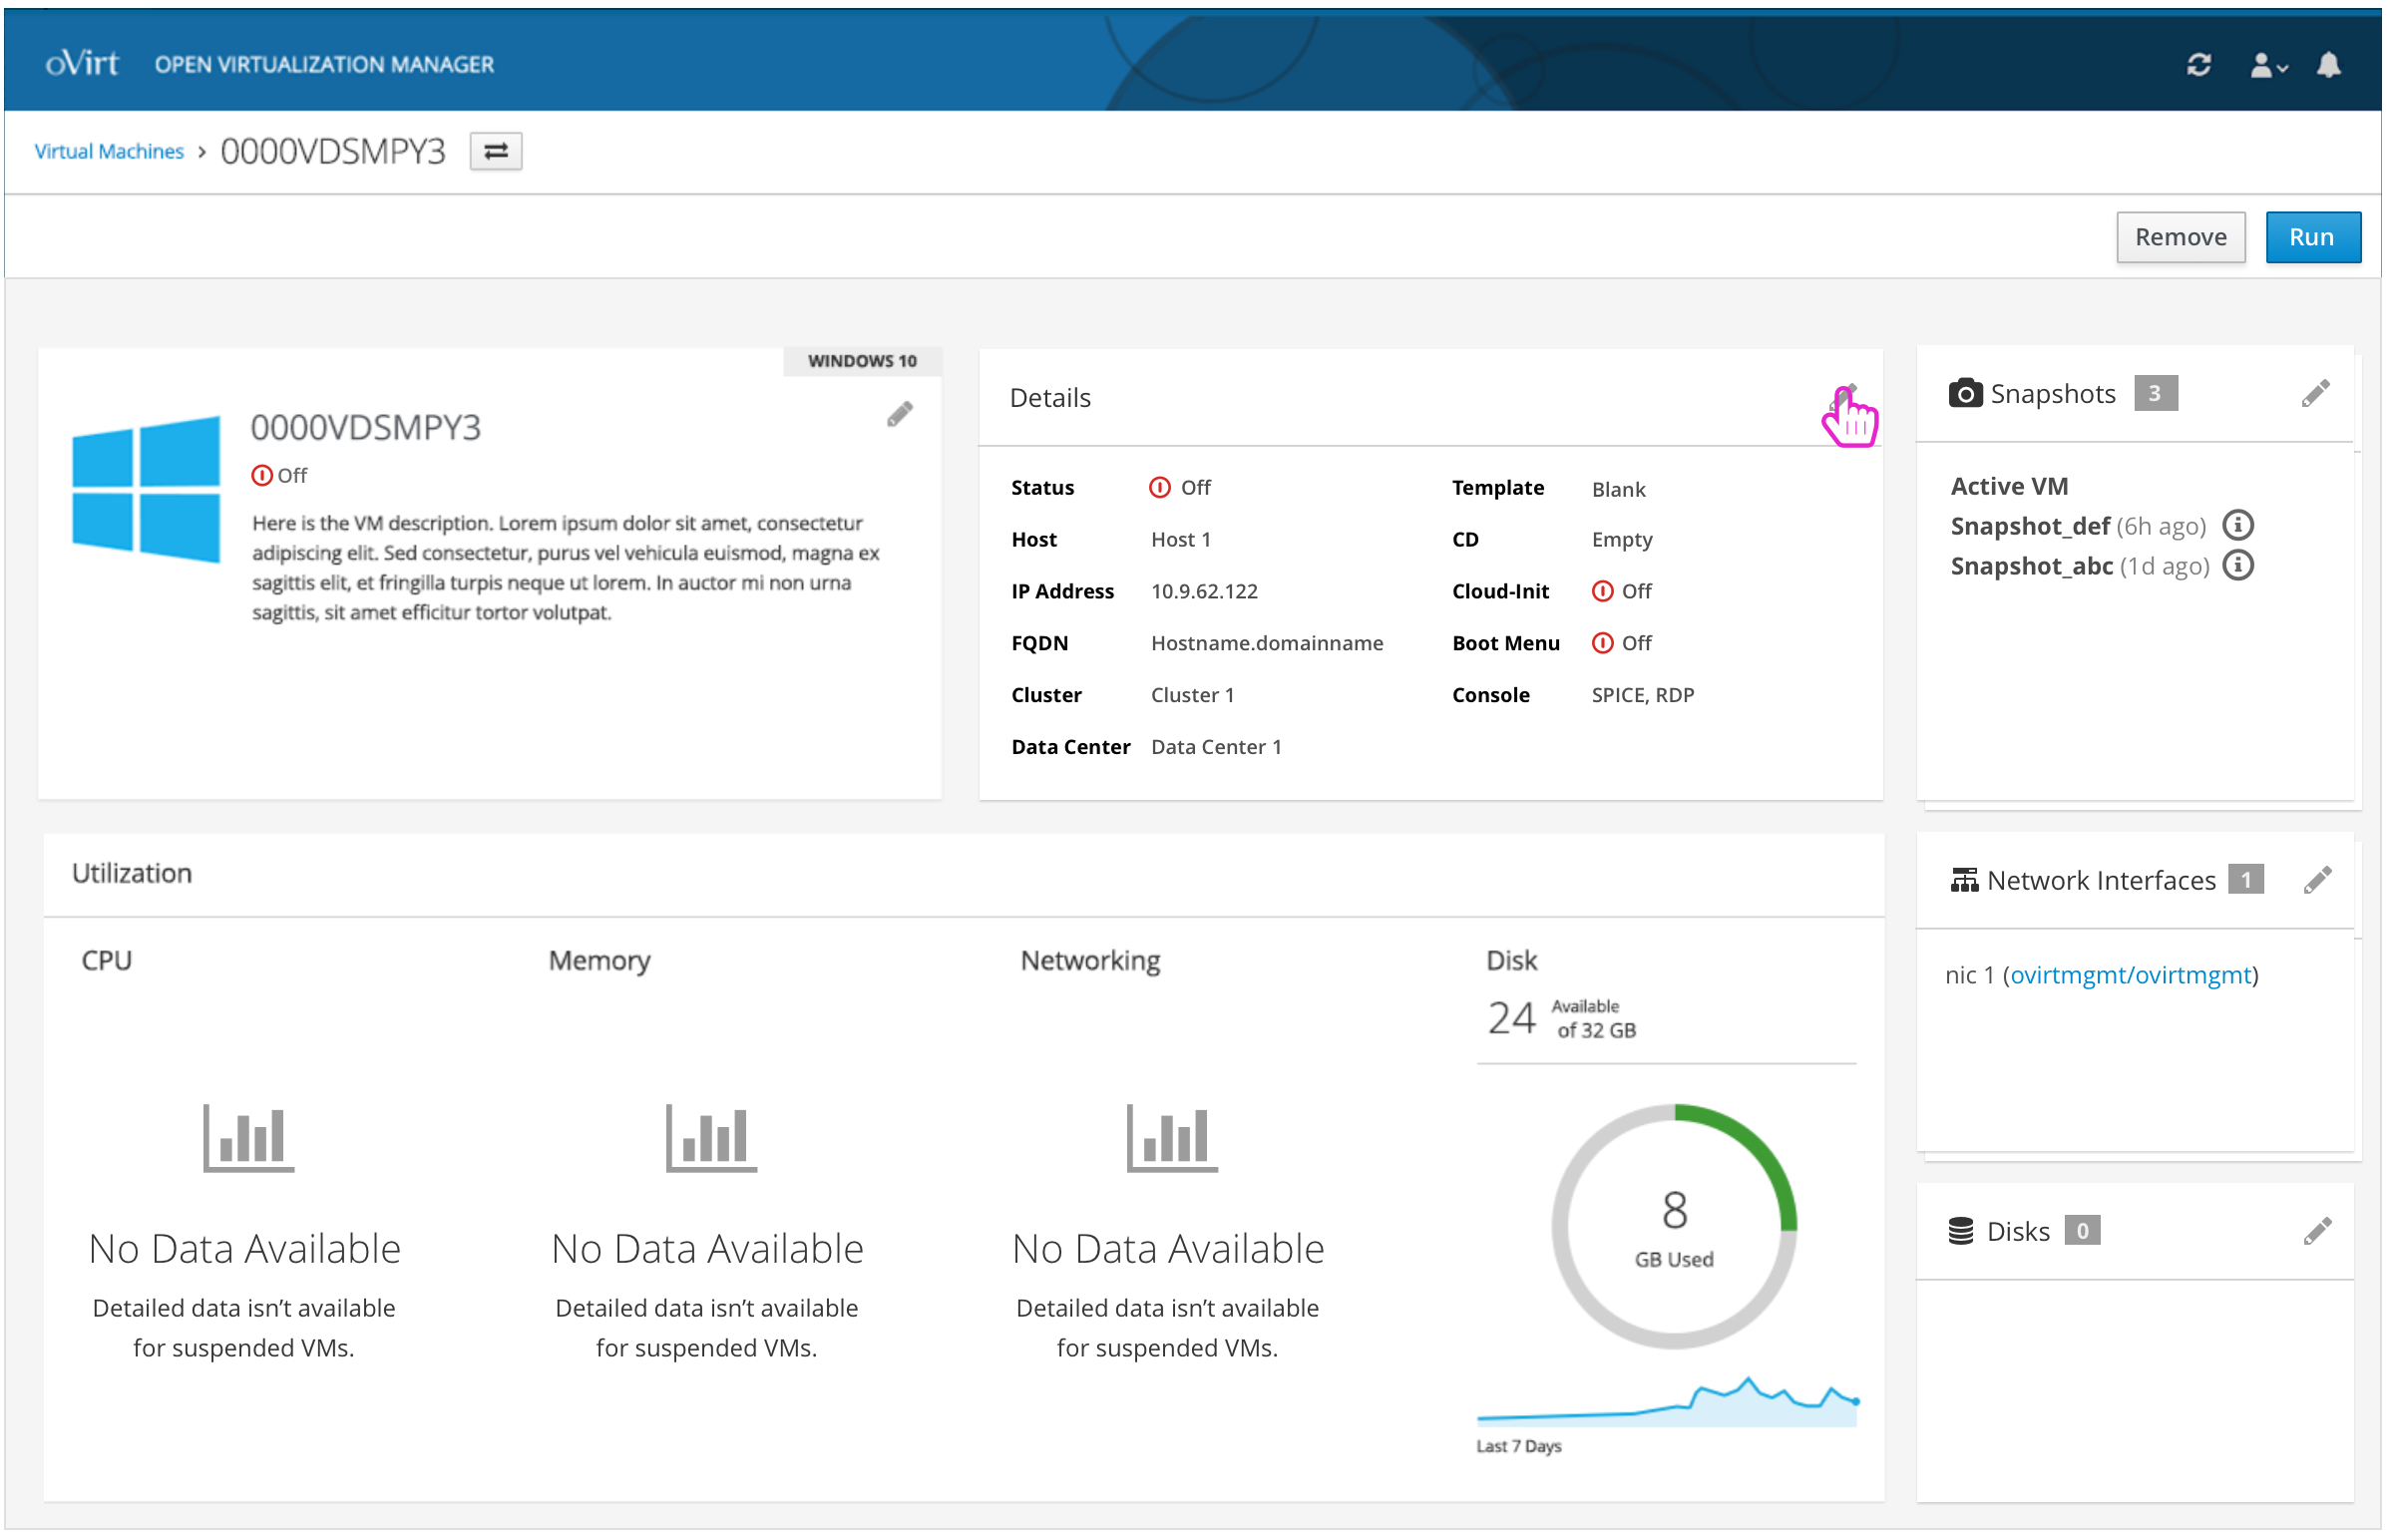 oVirt OPEN VIRTUALIZATION MANAGER
Virtual Machines › 0000VDSMPY3
Remove Run
WINDOWS 10
0000VDSMPY3
Off
Here is the VM description. Lorem ipsum dolor sit amet, consectetur
adipiscing elit. Sed consectetur, purus vel vehicula euismod, magna ex
sagittis elit, et fringilla turpis neque ut lorem. In auctor mi non urna
sagittis, sit amet efficitur tortor volutpat.
Details
Status Off
Host Host 1
IP Address 10.9.62.122
FQDN Hostname.domainname
Cluster Cluster 1
Data Center Data Center 1
Template Blank
CD Empty
Cloud-Init Off
Boot Menu Off
Console SPICE, RDP
Snapshots 3
Active VM
Snapshot_def (6h ago)
Snapshot_abc (1d ago)
Utilization
CPU
No Data Available
Detailed data isn't available
for suspended VMs.
Memory
No Data Available
Detailed data isn't available
for suspended VMs.
Networking
No Data Available
Detailed data isn't available
for suspended VMs.
Disk
24 Available
of 32 GB
8
GB Used
Last 7 Days
Network Interfaces 1
nic 1 (ovirtmgmt/ovirtmgmt)
Disks 0